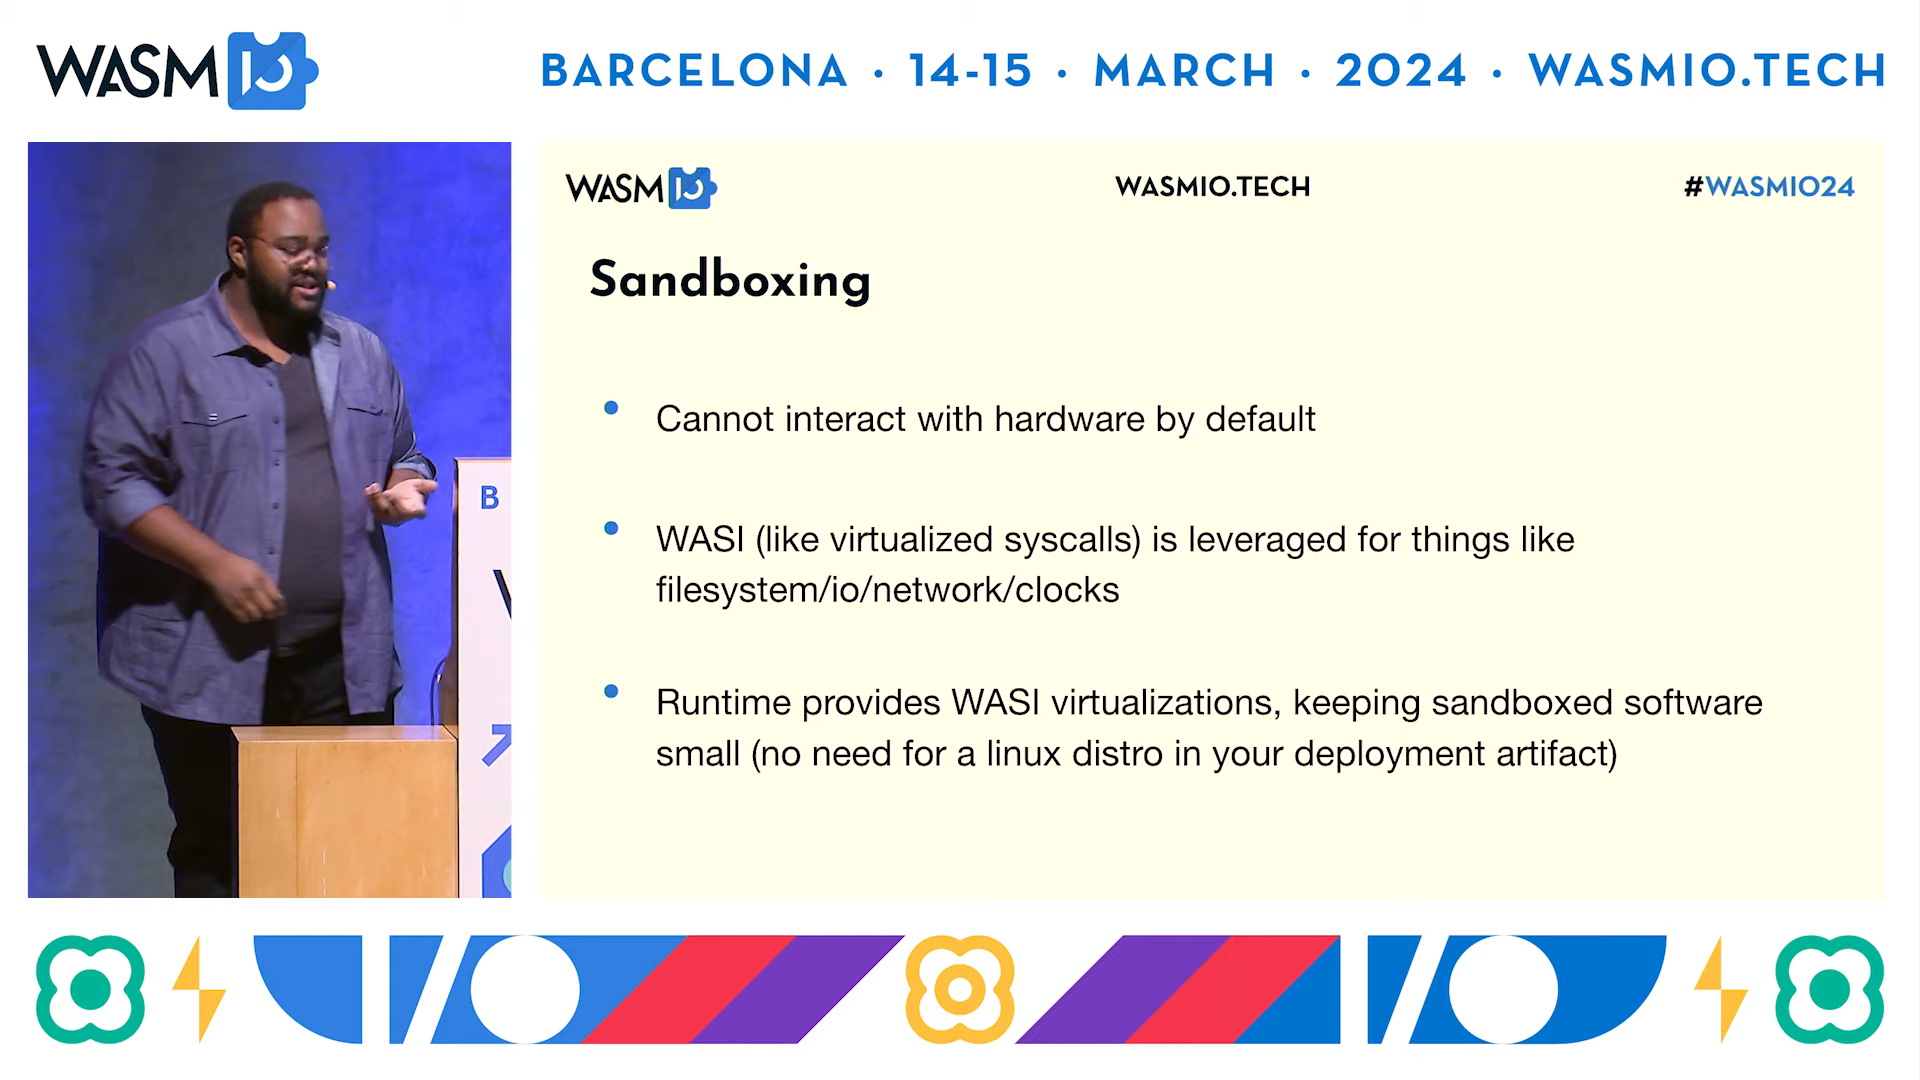 WASM IO
BARCELONA · 14-15 · MARCH · 2024 · WASMIO.TECH
WASM IO
WASMIO.TECH
#WASMIO24
Sandboxing
• Cannot interact with hardware by default
• WASI (like virtualized syscalls) is leveraged for things like
filesystem/io/network/clocks
• Runtime provides WASI virtualizations, keeping sandboxed software
small (no need for a linux distro in your deployment artifact)
B